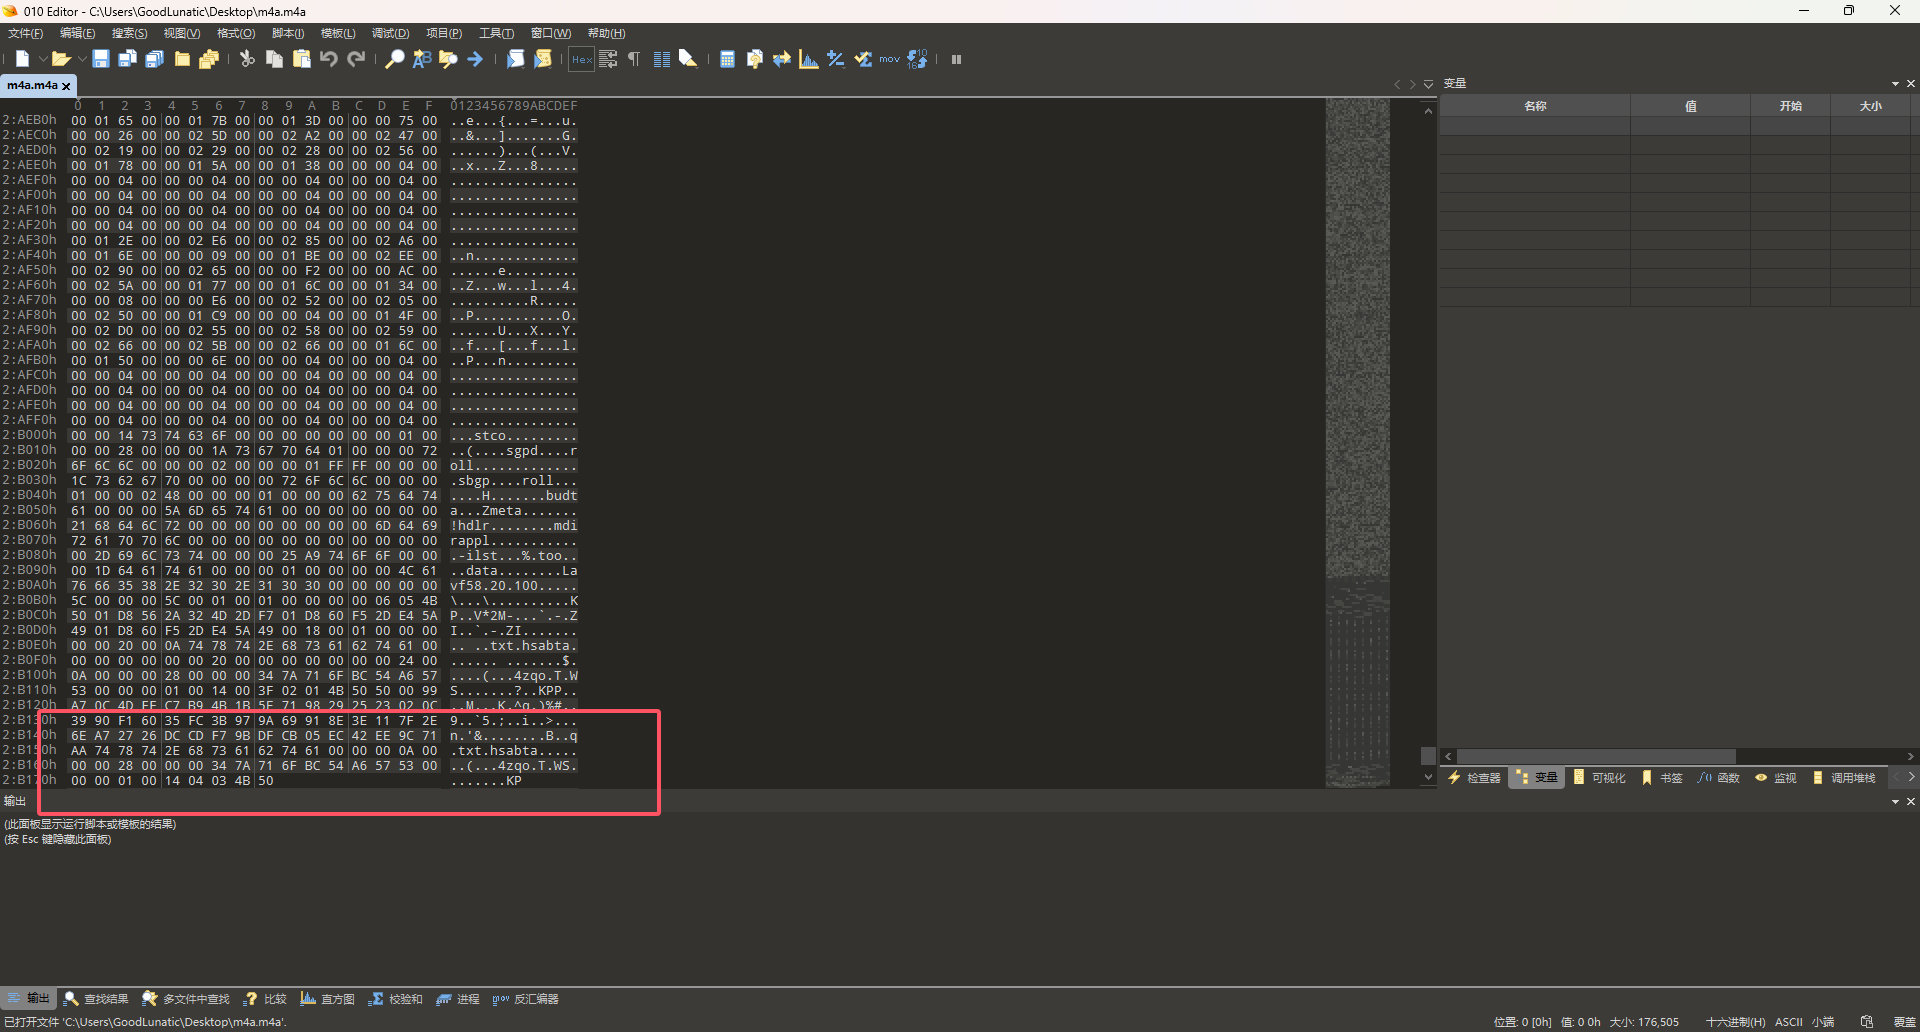 010 Editor - C:\Users\GoodLunatic\Desktop\m4a.m4a
文件(F) 编辑(E) 搜索(S) 视图(V) 格式(O) 脚本(I) 模板(L) 调试(D) 项目(P) 工具(T) 窗口(W) 帮助(H)
m4a.m4a
变量
0 1 2 3 4 5 6 7 8 9 A B C D E F 0123456789ABCDEF
名称 值 开始 大小
2:AEB0h 00 01 65 00 00 01 7B 00 00 01 3D 00 00 00 75 00 ..e...{...=...u.
2:AEC0h 00 00 26 00 00 02 5D 00 00 02 A2 00 00 02 47 00 ..&...].......G.
2:AED0h 00 02 19 00 00 02 29 00 00 02 28 00 00 02 56 00 ......)...(...V.
2:AEE0h 00 01 78 00 00 01 5A 00 00 01 38 00 00 00 04 00 ..x...Z...8.....
2:AEF0h 00 00 04 00 00 00 04 00 00 00 04 00 00 00 04 00 ................
2:AF00h 00 00 04 00 00 00 04 00 00 00 04 00 00 00 04 00 ................
2:AF10h 00 00 04 00 00 00 04 00 00 00 04 00 00 00 04 00 ................
2:AF20h 00 00 04 00 00 00 04 00 00 00 04 00 00 00 04 00 ................
2:AF30h 00 01 2E 00 00 02 E6 00 00 02 85 00 00 02 A6 00 ................
2:AF40h 00 01 6E 00 00 00 09 00 00 01 BE 00 00 02 EE 00 ..n.............
2:AF50h 00 02 90 00 00 02 65 00 00 00 F2 00 00 00 AC 00 ......e.........
2:AF60h 00 02 5A 00 00 01 77 00 00 01 6C 00 00 01 34 00 ..Z...w...l...4.
2:AF70h 00 00 08 00 00 00 E6 00 00 02 52 00 00 02 05 00 ..........R.....
2:AF80h 00 02 50 00 00 01 C9 00 00 00 04 00 00 01 4F 00 ..P...........O.
2:AF90h 00 02 D0 00 00 02 55 00 00 02 58 00 00 02 59 00 ......U...X...Y.
2:AFA0h 00 02 66 00 00 02 5B 00 00 02 66 00 00 01 6C 00 ..f...[...f...l.
2:AFB0h 00 01 50 00 00 00 6E 00 00 00 04 00 00 00 04 00 ..P...n.........
2:AFC0h 00 00 04 00 00 00 04 00 00 00 04 00 00 00 04 00 ................
2:AFD0h 00 00 04 00 00 00 04 00 00 00 04 00 00 00 04 00 ................
2:AFE0h 00 00 04 00 00 00 04 00 00 00 04 00 00 00 04 00 ................
2:AFF0h 00 00 04 00 00 00 04 00 00 00 04 00 00 00 04 00 ................
2:B000h 00 00 14 73 74 63 6F 00 00 00 00 00 00 00 01 00 ...stco.........
2:B010h 00 00 28 00 00 00 1A 73 67 70 64 01 00 00 00 72 ..(....sgpd....r
2:B020h 6F 6C 6C 00 00 00 02 00 00 00 01 FF FF 00 00 00 oll.............
2:B030h 1C 73 62 67 70 00 00 00 00 72 6F 6C 6C 00 00 00 .sbgp....roll...
2:B040h 01 00 00 02 48 00 00 00 01 00 00 00 62 75 64 74 ....H.......budt
2:B050h 61 00 00 00 5A 6D 65 74 61 00 00 00 00 00 00 00 a...Zmeta.......
2:B060h 21 68 64 6C 72 00 00 00 00 00 00 00 00 6D 64 69 !hdlr........mdi
2:B070h 72 61 70 70 6C 00 00 00 00 00 00 00 00 00 00 00 rappl...........
2:B080h 00 2D 69 6C 73 74 00 00 00 25 A9 74 6F 6F 00 00 .-ilst...%.too..
2:B090h 00 1D 64 61 74 61 00 00 00 01 00 00 00 00 4C 61 ..data........La
2:B0A0h 76 66 35 38 2E 32 30 2E 31 30 30 00 00 00 00 00 vf58.20.100.....
2:B0B0h 5C 00 00 00 5C 00 01 00 01 00 00 00 00 06 05 4B \...\..........K
2:B0C0h 50 01 D8 56 2A 32 4D 2D F7 01 D8 60 F5 2D E4 5A P..V*2M-...`.-.Z
2:B0D0h 49 01 D8 60 F5 2D E4 5A 49 00 18 00 01 00 00 00 I..`.-.ZI.......
2:B0E0h 00 00 20 00 0A 74 78 74 2E 68 73 61 62 74 61 00 .. ..txt.hsabta.
2:B0F0h 00 00 00 00 00 00 20 00 00 00 00 00 00 00 24 00 ...... .......$.
2:B100h 0A 00 00 00 28 00 00 00 34 7A 71 6F BC 54 A6 57 ....(...4zqo.T.W
2:B110h 53 00 00 00 01 00 14 00 3F 02 01 4B 50 50 00 99 S.......?..KPP..
2:B120h A7 0C 4D EE C7 B9 4B 1B 5E 71 98 29 25 23 02 0C ..M...K.^q.)%#..
2:B130h 39 90 F1 60 35 FC 3B 97 9A 69 91 8E 3E 11 7F 2E 9..`5.;..i..>...
2:B140h 6E A7 27 26 DC CD F7 9B DF CB 05 EC 42 EE 9C 71 n.'&........B..q
2:B150h AA 74 78 74 2E 68 73 61 62 74 61 00 00 00 0A 00 .txt.hsabta.....
2:B160h 00 00 28 00 00 00 34 7A 71 6F BC 54 A6 57 53 00 ..(...4zqo.T.WS.
2:B170h 00 00 01 00 14 04 03 4B 50 .......KP
检查器 变量 可视化 书签 函数 监视 调用堆栈
输出
(此面板显示运行脚本或模板的结果)
(按 Esc 键隐藏此面板)
输出 查找结果 多文件中查找 比较 直方图 校验和 进程 反汇编器
已打开文件 'C:\Users\GoodLunatic\Desktop\m4a.m4a'.
位置: 0 [0h] 值: 0 0h 大小: 176,505 十六进制(H) ASCII 小端 覆盖